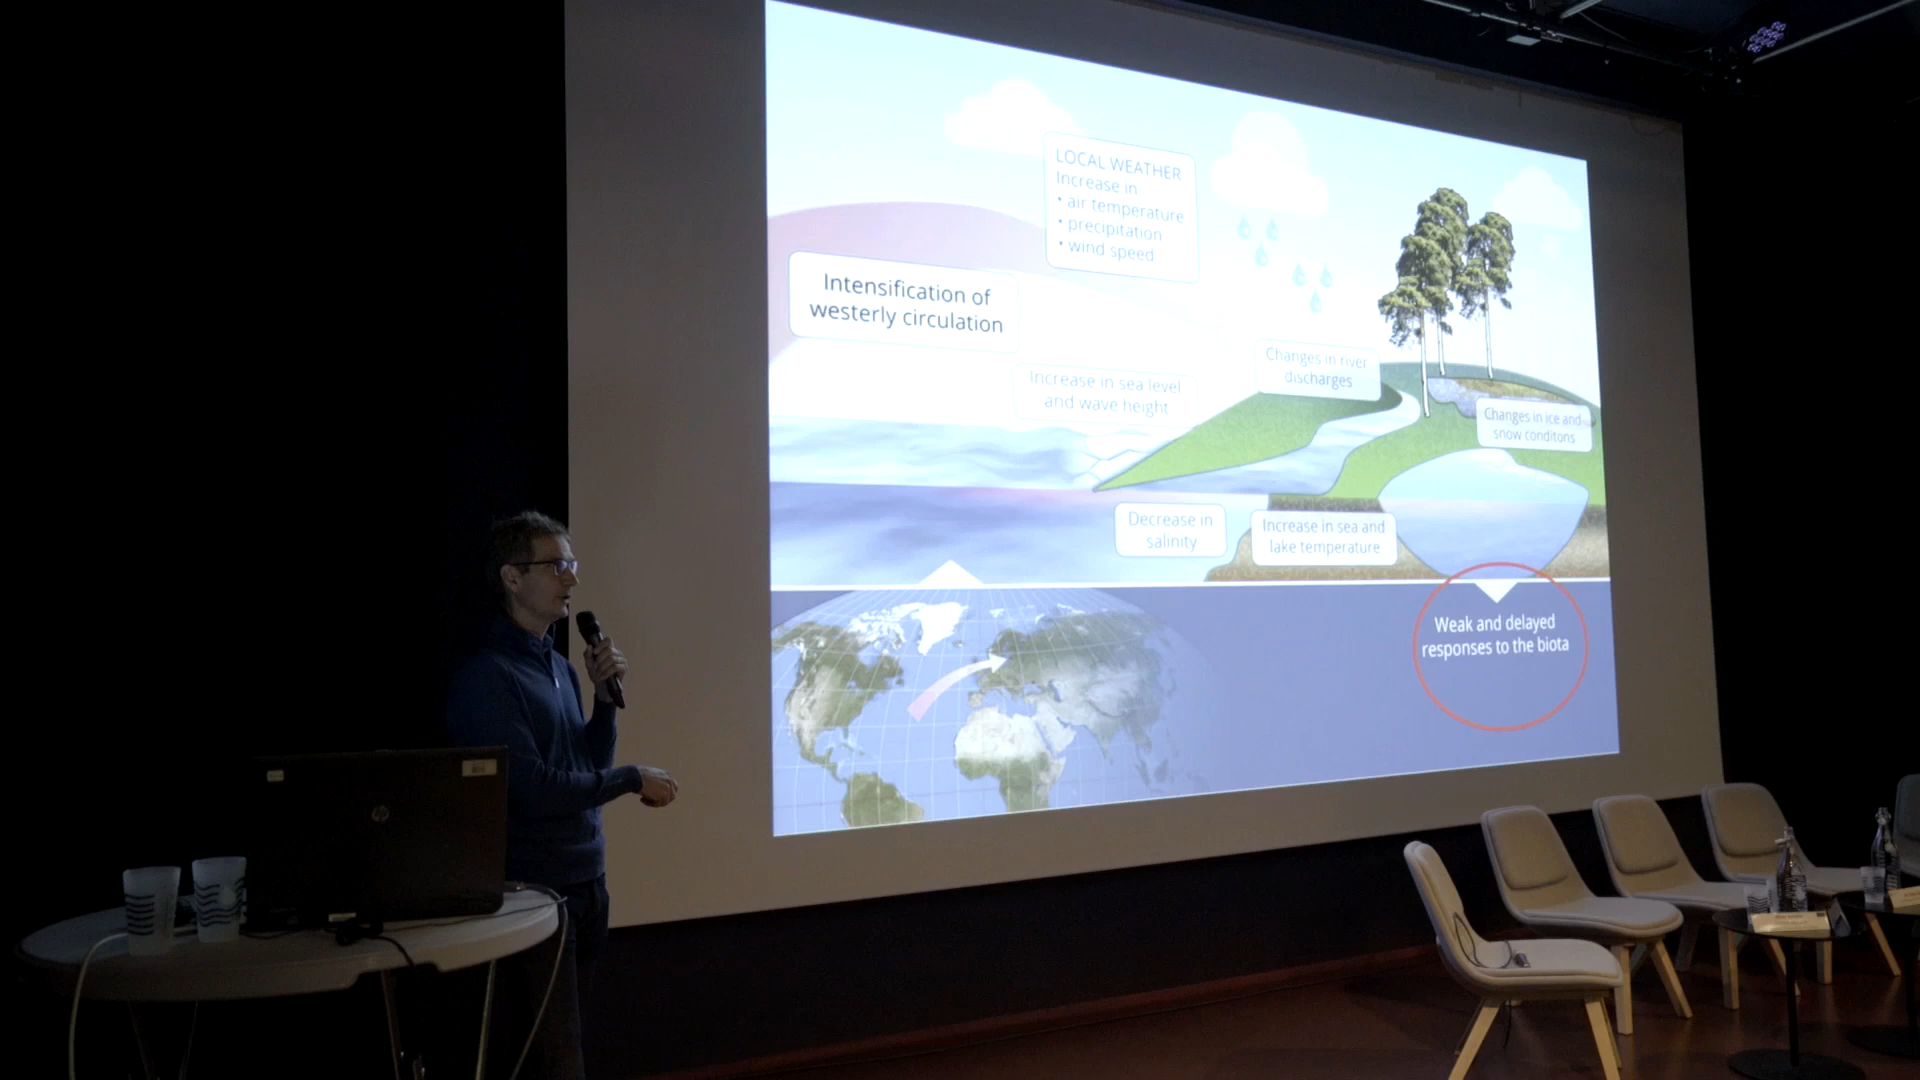 LOCAL WEATHER
Increase in
• air temperature
• precipitation
• wind speed
Intensification of
westerly circulation
Increase in sea level
and wave height
Changes in river
discharges
Changes in ice and
snow conditons
Decrease in
salinity
Increase in sea and
lake temperature
Weak and delayed
responses to the biota
hp